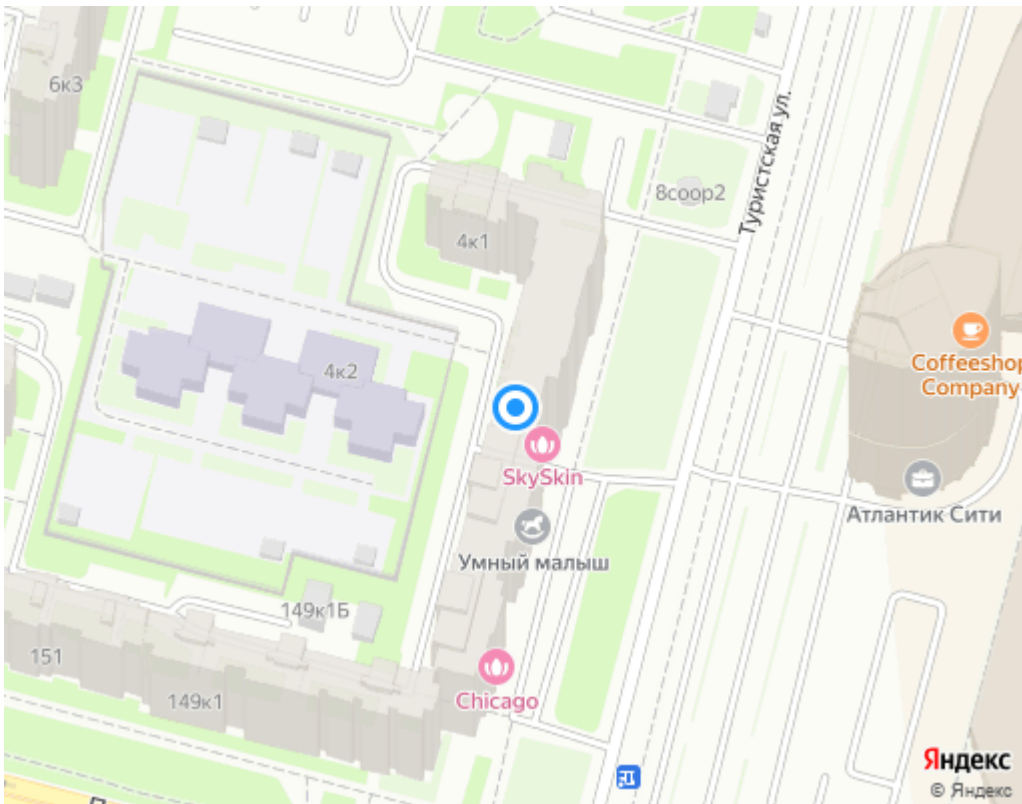 6к3
Туристская ул.
8соор2
4к1
Coffeeshop
Company
4к2
SkySkin
Атлантик Сити
Умный малыш
149к1Б
151
149к1
Chicago
Яндекс
© Яндекс